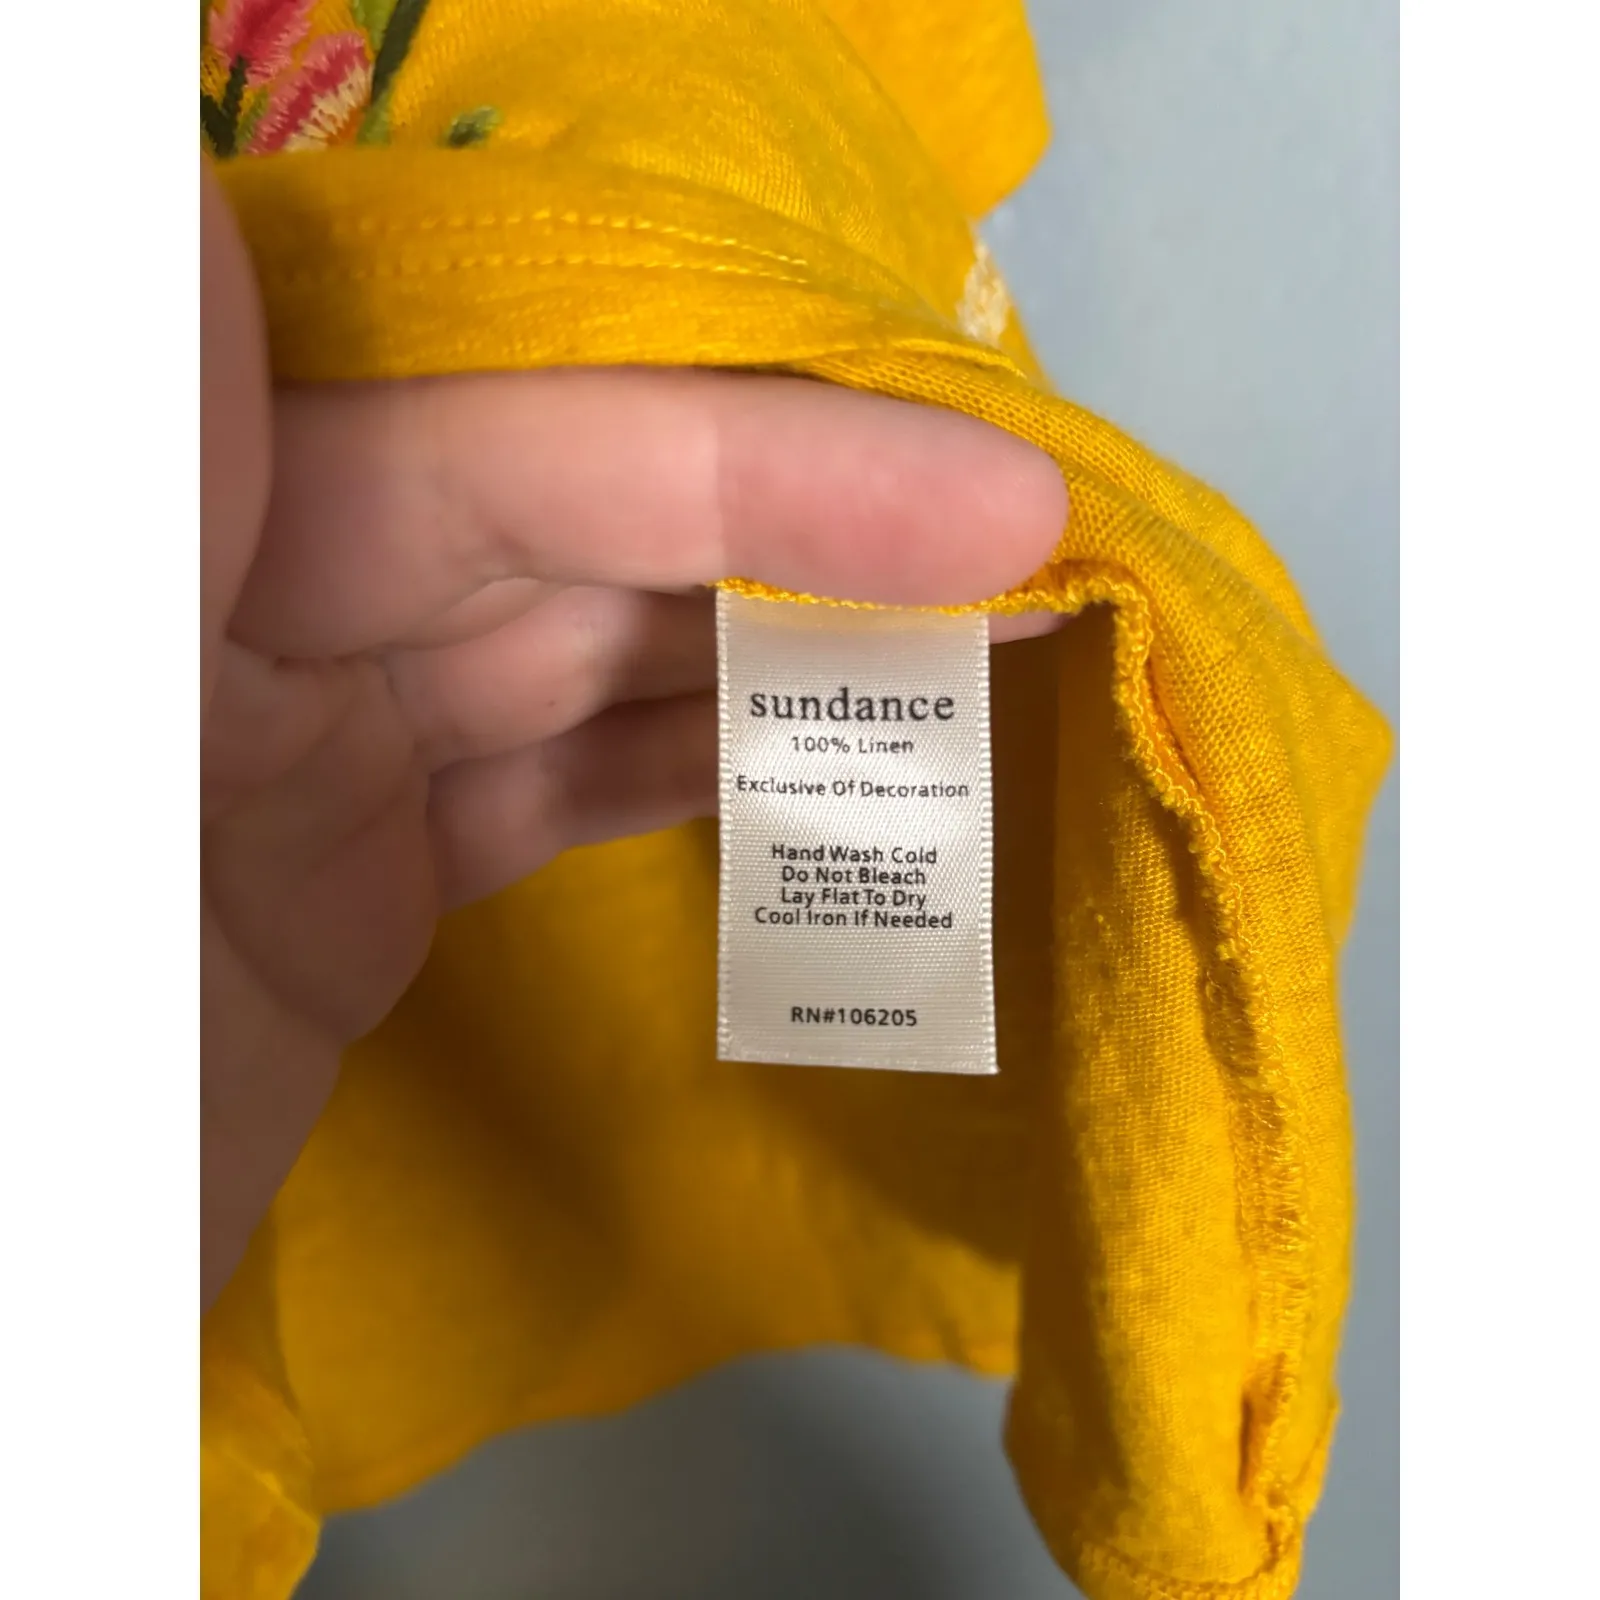 sundance
100% Linen
Exclusive Of Decoration
Hand Wash Cold
Do Not Bleach
Lay Flat To Dry
Cool Iron If Needed
RN#106205